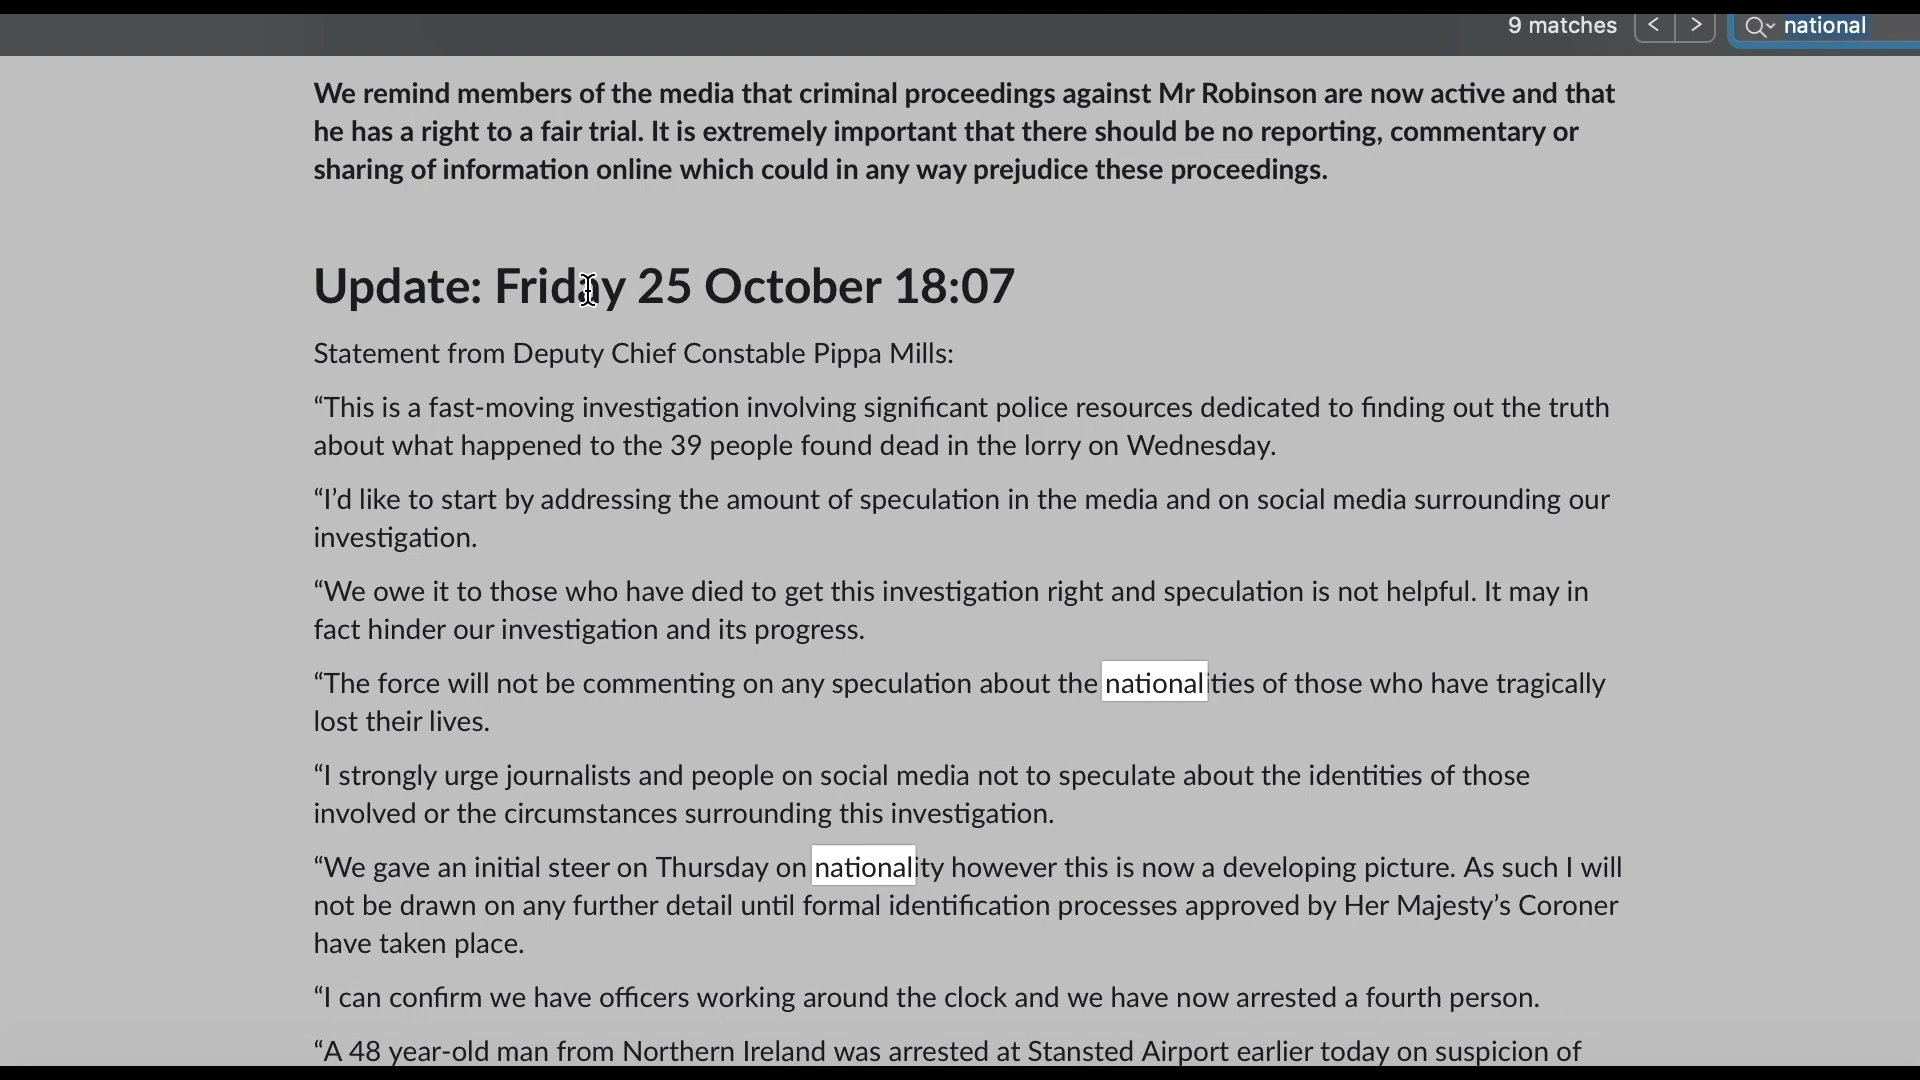 9 matches < > national
We remind members of the media that criminal proceedings against Mr Robinson are now active and that
he has a right to a fair trial. It is extremely important that there should be no reporting, commentary or
sharing of information online which could in any way prejudice these proceedings.
Update: Friday 25 October 18:07
Statement from Deputy Chief Constable Pippa Mills:
“This is a fast-moving investigation involving significant police resources dedicated to finding out the truth
about what happened to the 39 people found dead in the lorry on Wednesday.
“I’d like to start by addressing the amount of speculation in the media and on social media surrounding our
investigation.
“We owe it to those who have died to get this investigation right and speculation is not helpful. It may in
fact hinder our investigation and its progress.
“The force will not be commenting on any speculation about the nationalities of those who have tragically
lost their lives.
“I strongly urge journalists and people on social media not to speculate about the identities of those
involved or the circumstances surrounding this investigation.
“We gave an initial steer on Thursday on nationality however this is now a developing picture. As such I will
not be drawn on any further detail until formal identification processes approved by Her Majesty’s Coroner
have taken place.
“I can confirm we have officers working around the clock and we have now arrested a fourth person.
“A 48 year-old man from Northern Ireland was arrested at Stansted Airport earlier today on suspicion of